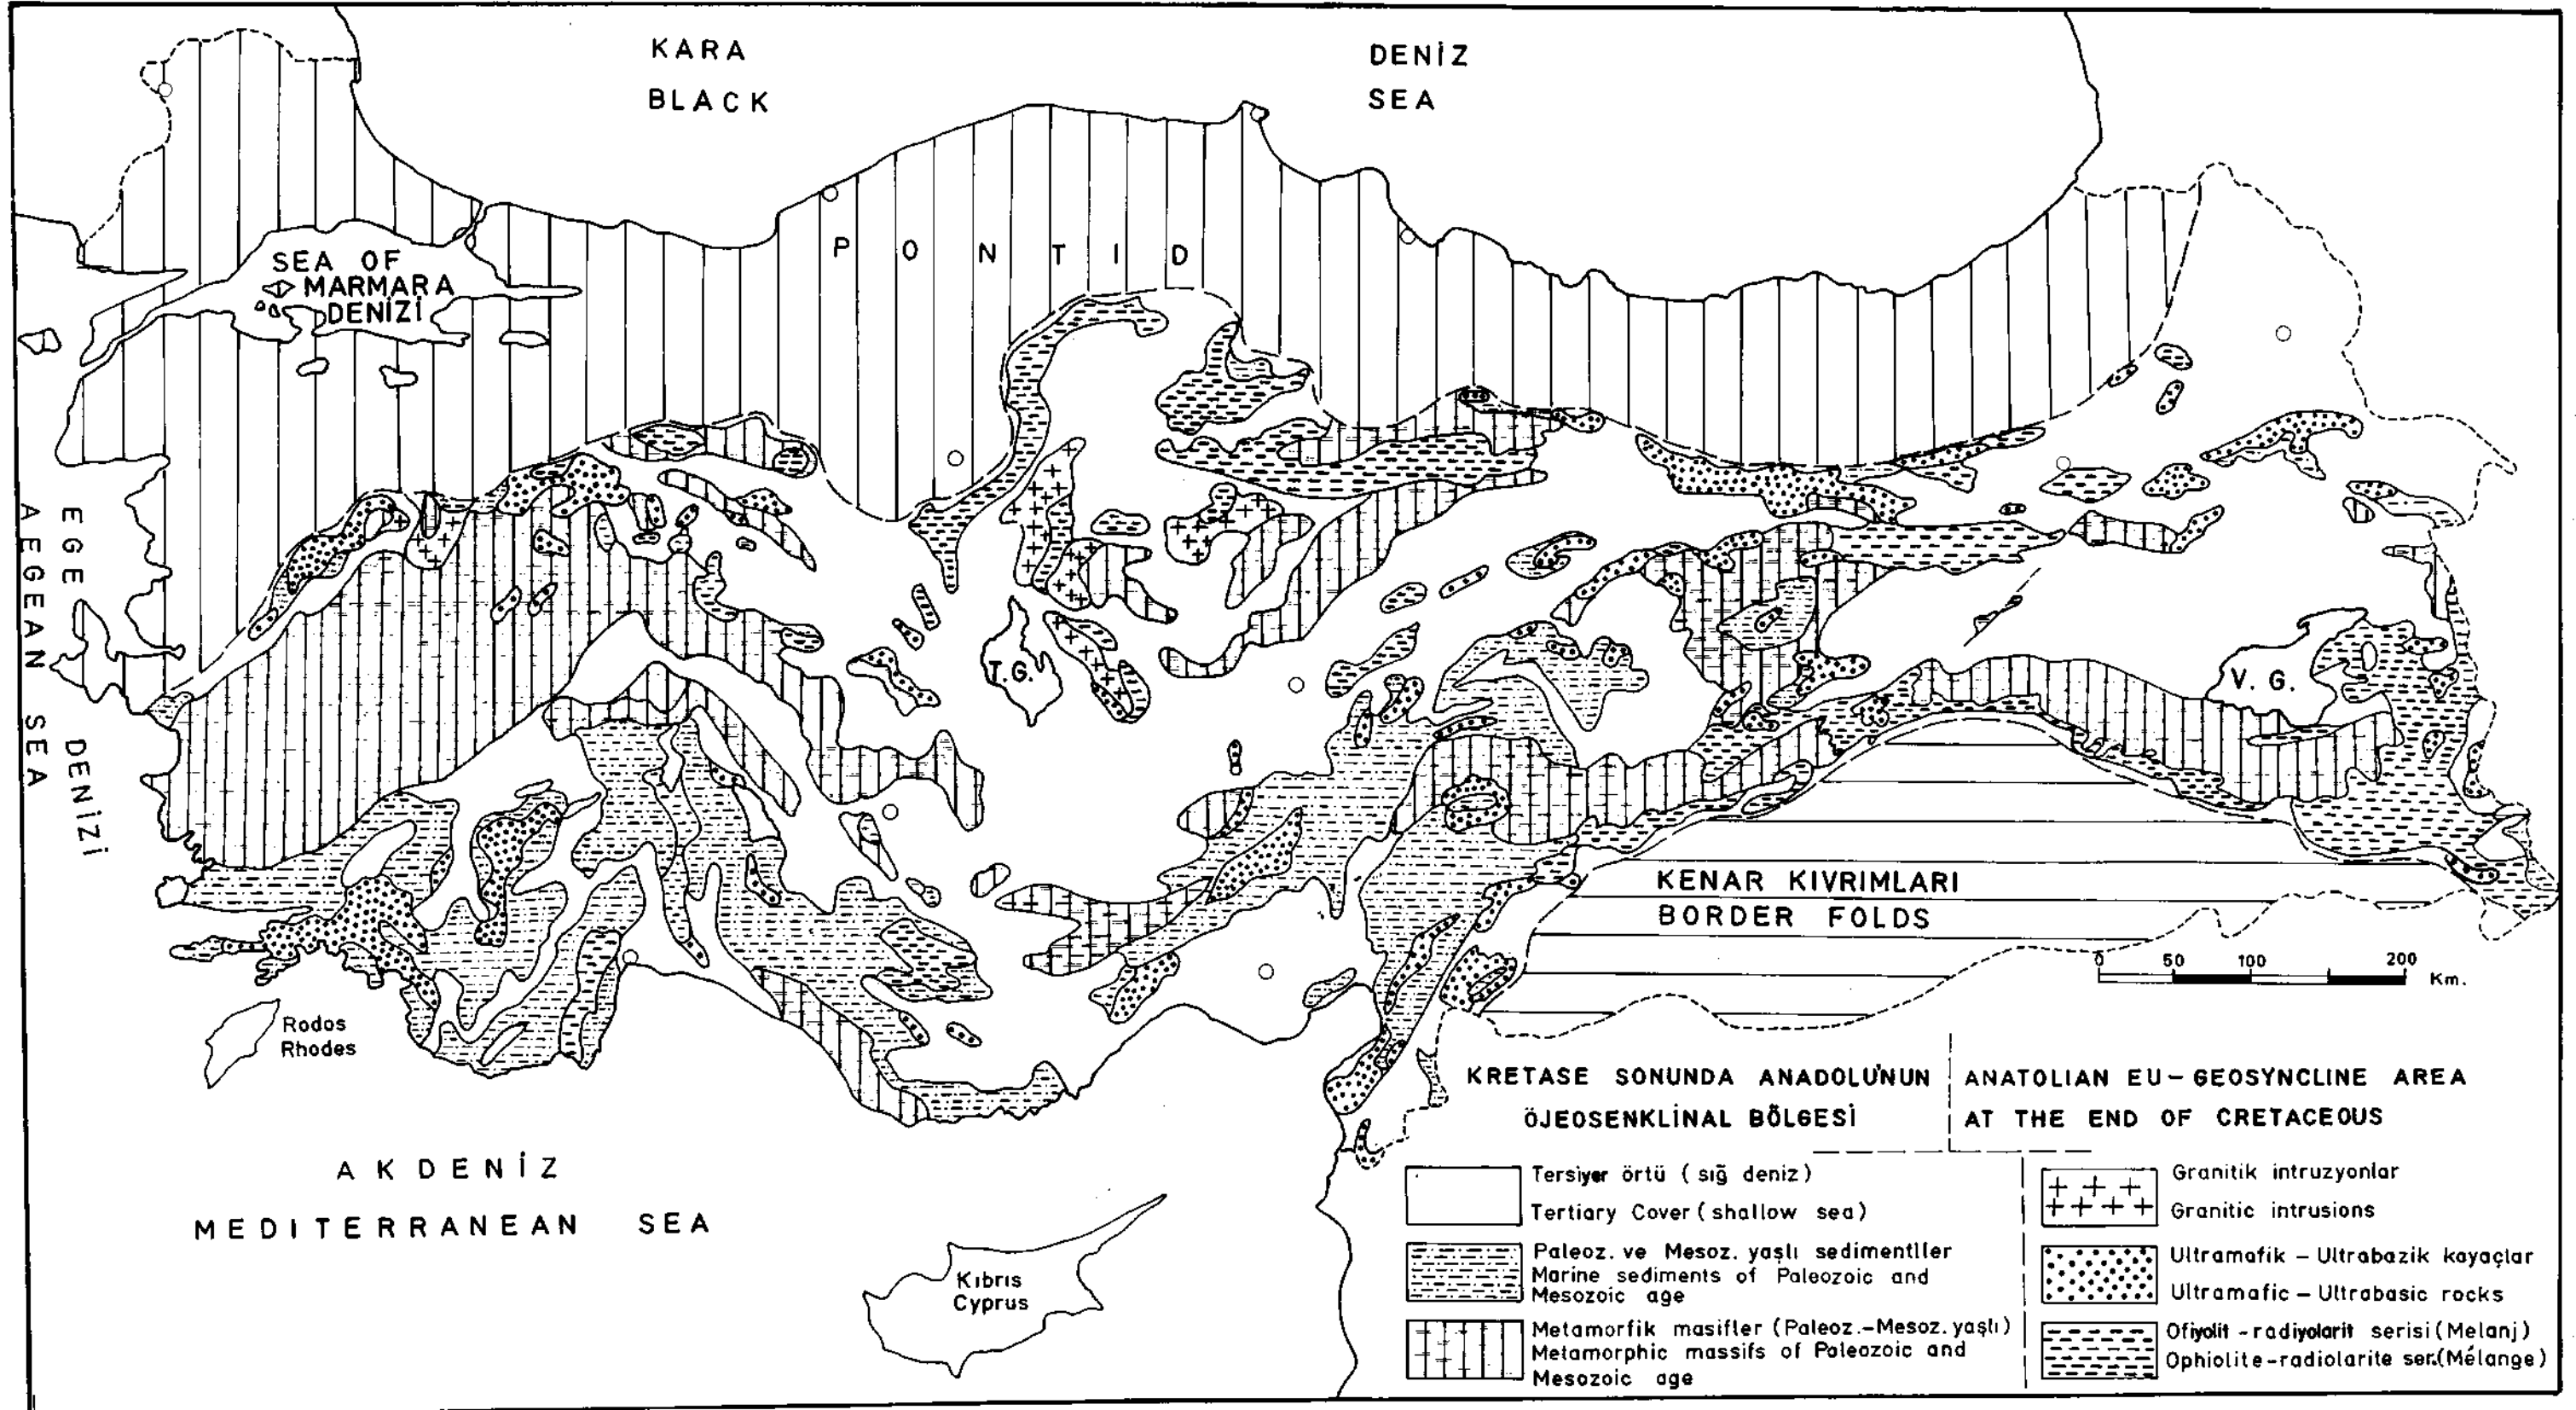 KARA DENİZ
BLACK SEA
PONTID
SEA OF
MARMARA
DENİZİ
EGE DENİZİ
AEGEAN SEA
T.G.
V. G.
KENAR KIVRIMLARI
BORDER FOLDS
0 50 100 200
Km.
Rodos
Rhodes
AKDENİZ
MEDITERRANEAN SEA
Kıbrıs
Cyprus
KRETASE SONUNDA ANADOLU'NUN
ÖJEOSENKLİNAL BÖLGESİ
ANATOLIAN EU-GEOSYNCLINE AREA
AT THE END OF CRETACEOUS
Tersiyer örtü (sığ deniz)
Tertiary Cover (shallow sea)
Paleoz. ve Mesoz. yaşlı sedimentller
Marine sediments of Paleozoic and
Mesozoic age
Metamorfik masifler (Paleoz.-Mesoz. yaşlı)
Metamorphic massifs of Paleozoic and
Mesozoic age
Granitik intruzyonlar
Granitic intrusions
Ultramafik - Ultrabazik kayaçlar
Ultramafic - Ultrabasic rocks
Ofiyolit - radiyolarit serisi (Melanj)
Ophiolite-radiolarite ser. (Mélange)